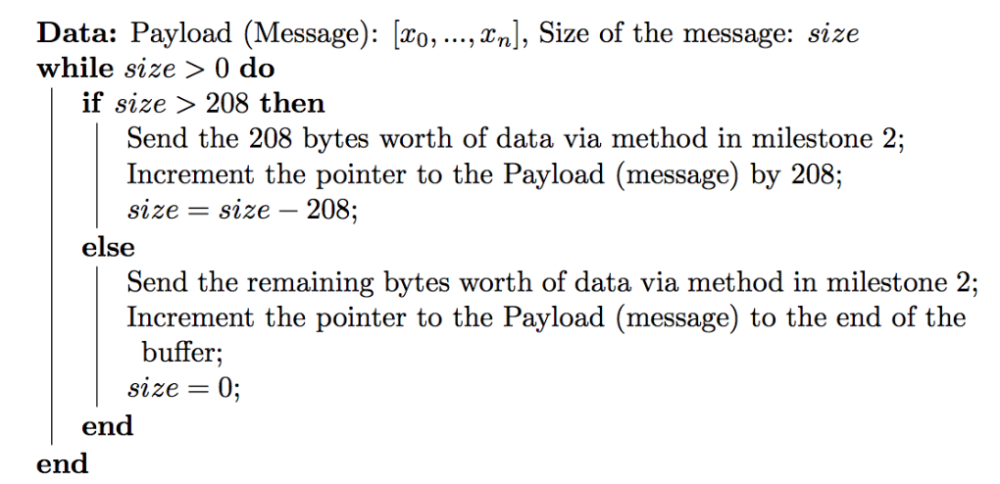 Data: Payload (Message): [x₀, ..., xₙ], Size of the message: size
while size > 0 do
if size > 208 then
Send the 208 bytes worth of data via method in milestone 2;
Increment the pointer to the Payload (message) by 208;
size = size − 208;
else
Send the remaining bytes worth of data via method in milestone 2;
Increment the pointer to the Payload (message) to the end of the
buffer;
size = 0;
end
end